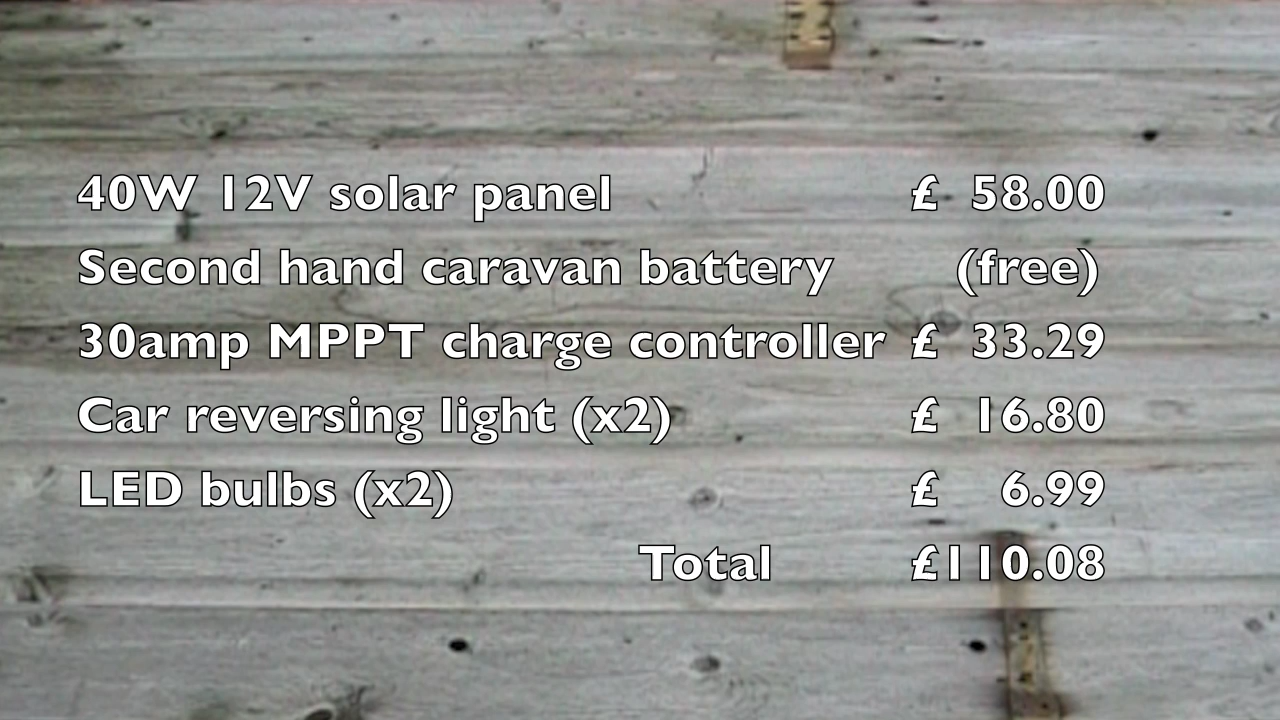 40W 12V solar panel £ 58.00
Second hand caravan battery (free)
30amp MPPT charge controller £ 33.29
Car reversing light (x2) £ 16.80
LED bulbs (x2) £ 6.99
Total £110.08